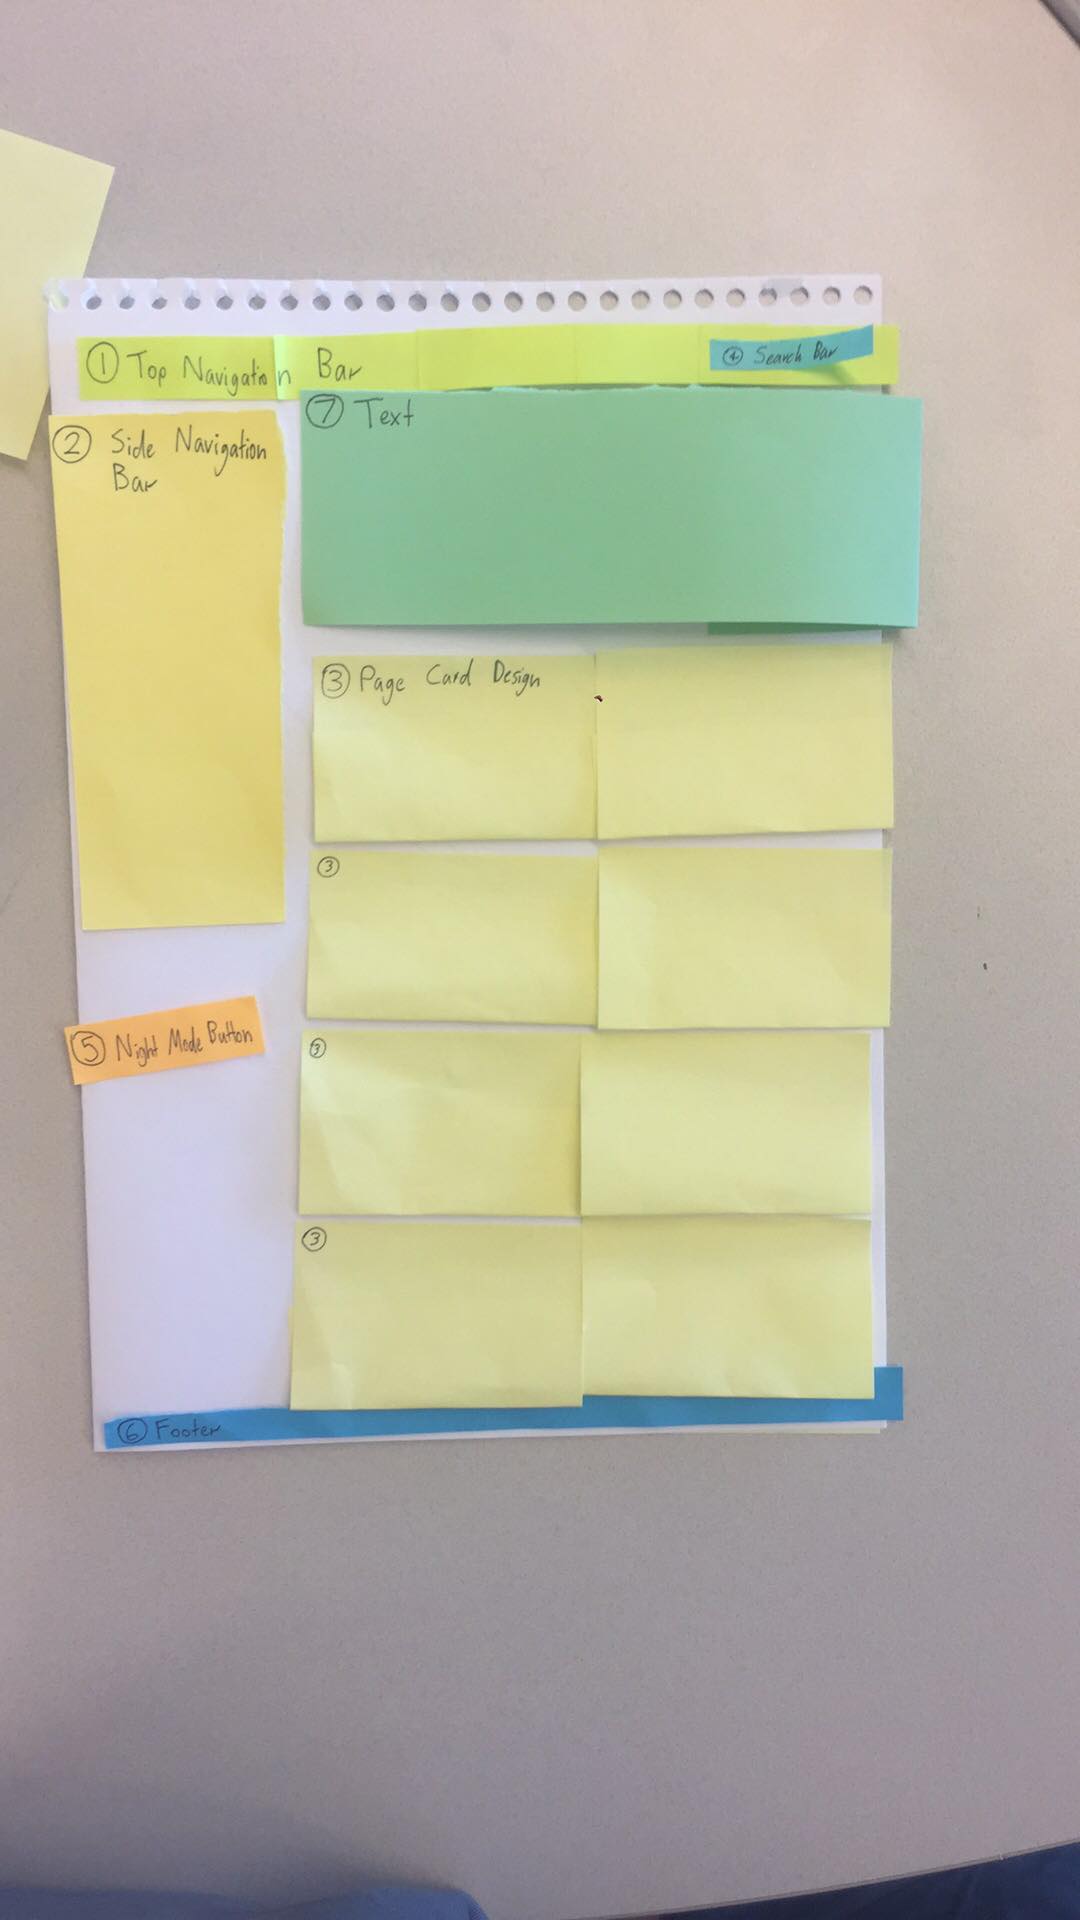 ① Top Navigation Bar
④ Search Bar
② Side Navigation
Bar
⑦ Text
③ Page Card Design
③
⑤ Night Mode Button
③
③
⑥ Footer